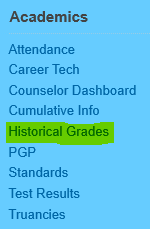 Academics
Attendance
Career Tech
Counselor Dashboard
Cumulative Info
Historical Grades
PGP
Standards
Test Results
Truancies